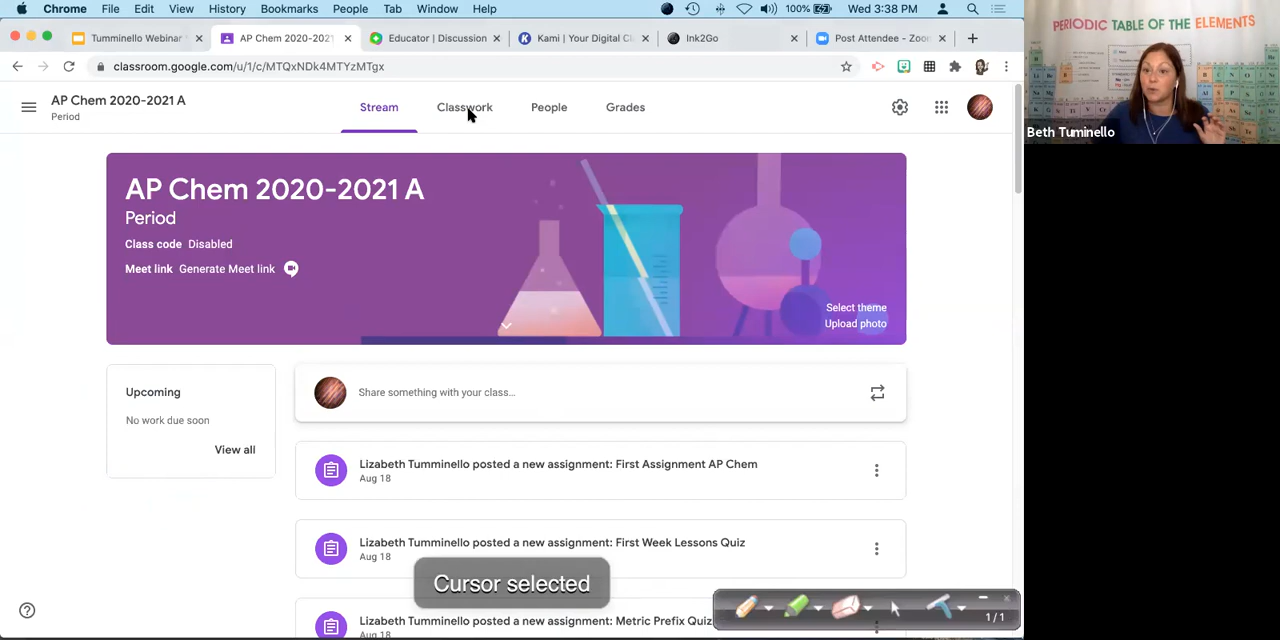 Chrome File Edit View History Bookmarks People Tab Window Help 100% Wed 3:38 PM
Tumminello Webinar AP Chem 2020-2021 Educator | Discussion Kami | Your Digital Cl Ink2Go Post Attendee - Zoo
classroom.google.com/u/1/c/MTQxNDk4MTYzMTgx
AP Chem 2020-2021 A
Period
Stream Classwork People Grades
AP Chem 2020-2021 A
Period
Class code Disabled
Meet link Generate Meet link
Select theme
Upload photo
Upcoming
No work due soon
View all
Share something with your class...
Lizabeth Tumminello posted a new assignment: First Assignment AP Chem
Aug 18
Lizabeth Tumminello posted a new assignment: First Week Lessons Quiz
Aug 18
Lizabeth Tumminello posted a new assignment: Metric Prefix Quiz
Aug 18
Cursor selected
1/1
PERIODIC TABLE OF THE ELEMENTS
Beth Tuminello